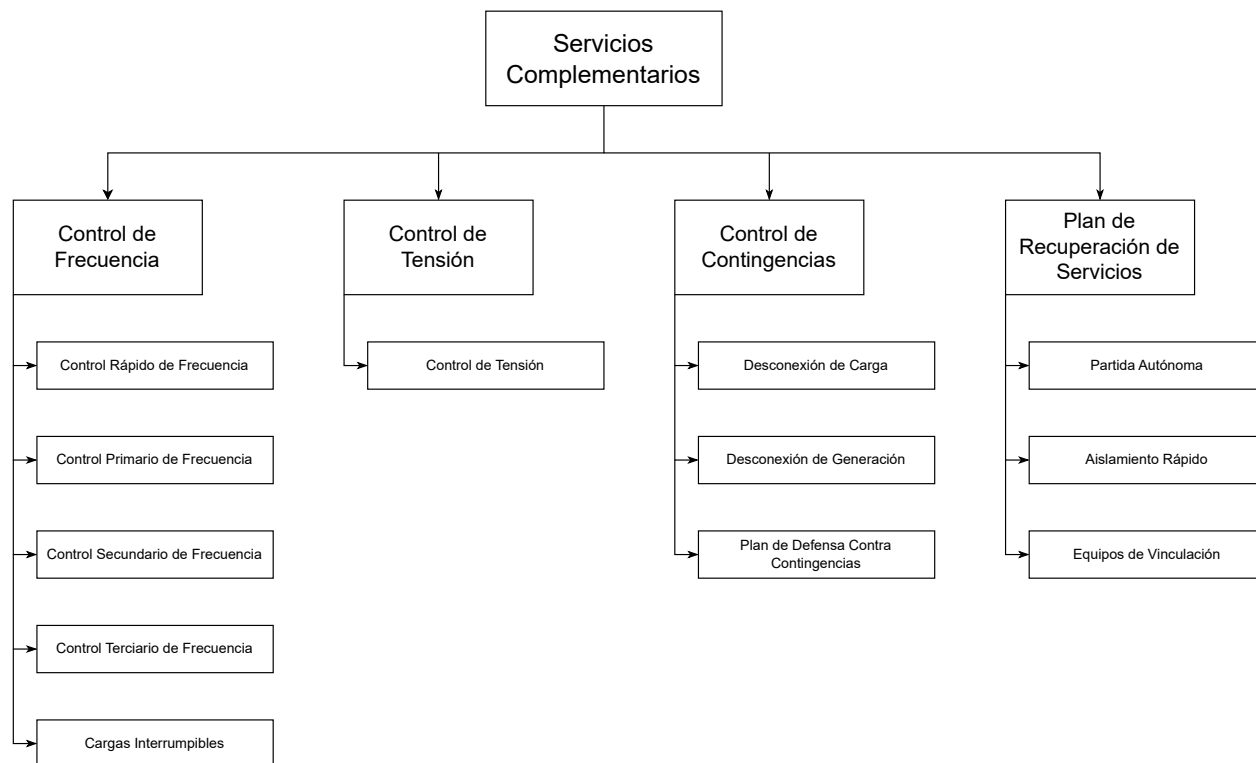 Servicios
Complementarios
Control de
Frecuencia
Control de
Tensión
Control de
Contingencias
Plan de
Recuperación de
Servicios
Control Rápido de Frecuencia
Control de Tensión
Desconexión de Carga
Partida Autónoma
Control Primario de Frecuencia
Desconexión de Generación
Aislamiento Rápido
Control Secundario de Frecuencia
Plan de Defensa Contra
Contingencias
Equipos de Vinculación
Control Terciario de Frecuencia
Cargas Interrumpibles